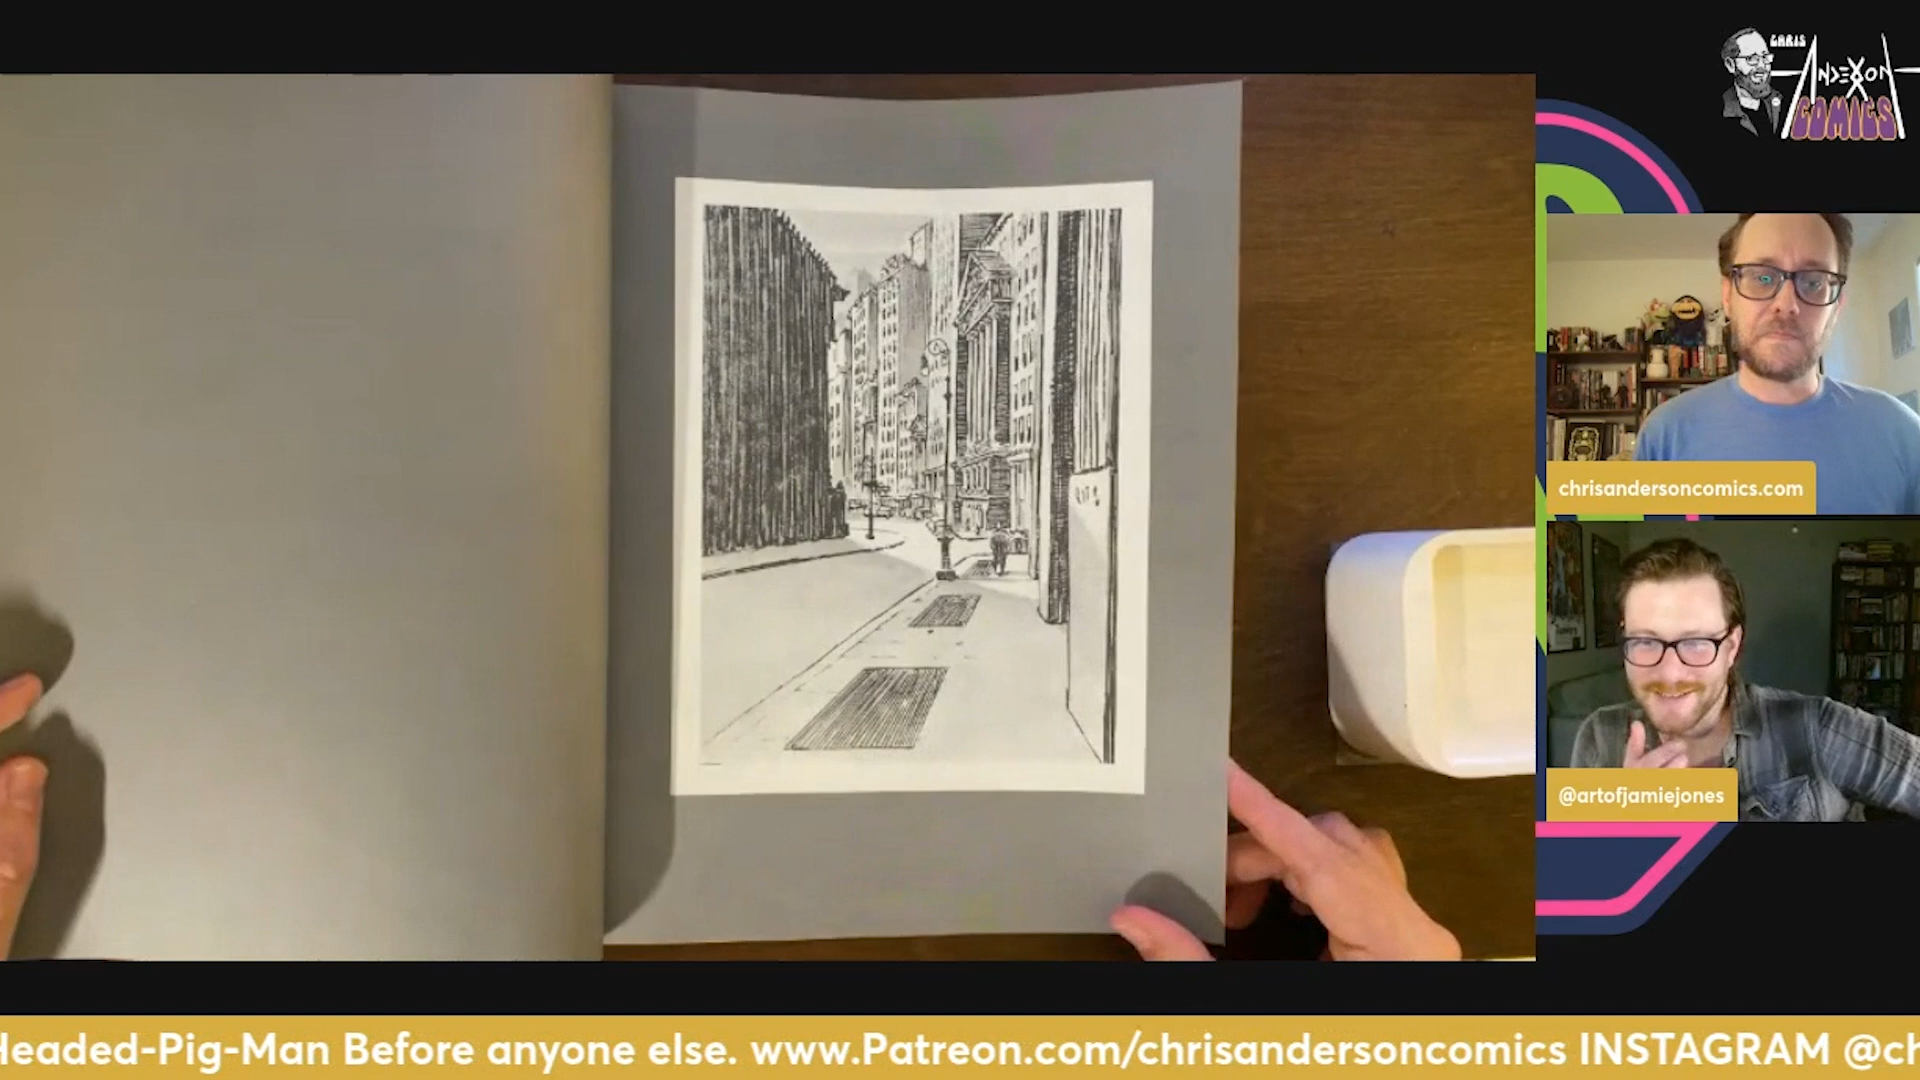 CHRIS
ANDERSON
COMICS
chrisandersoncomics.com
@artofjamiejones
Headed-Pig-Man Before anyone else. www.Patreon.com/chrisandersoncomics INSTAGRAM @ch